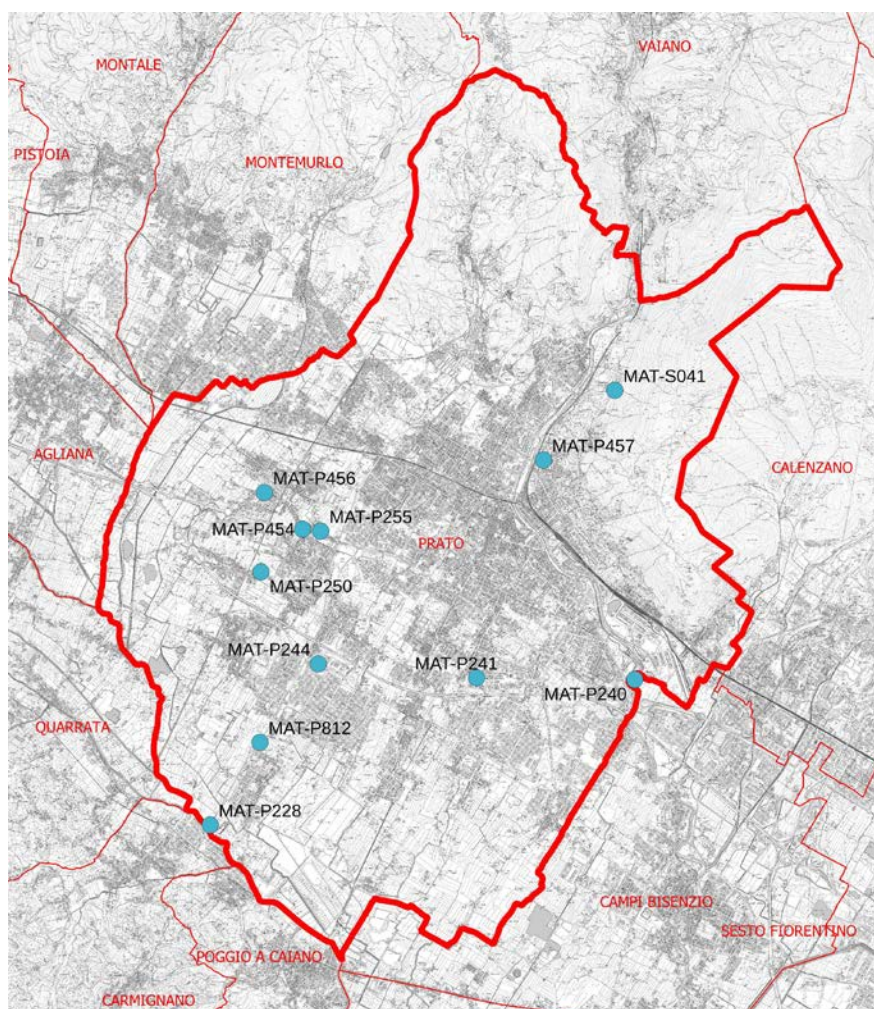 VAIANO
MONTALE
PISTOIA
MONTEMURLO
MAT-S041
AGLIANA
MAT-P457
CALENZANO
MAT-P456
MAT-P454
MAT-P255
PRATO
MAT-P250
MAT-P244
MAT-P241
MAT-P240
QUARRATA
MAT-P812
MAT-P228
CAMPI BISENZIO
SESTO FIORENTINO
POGGIO A CAIANO
CARMIGNANO